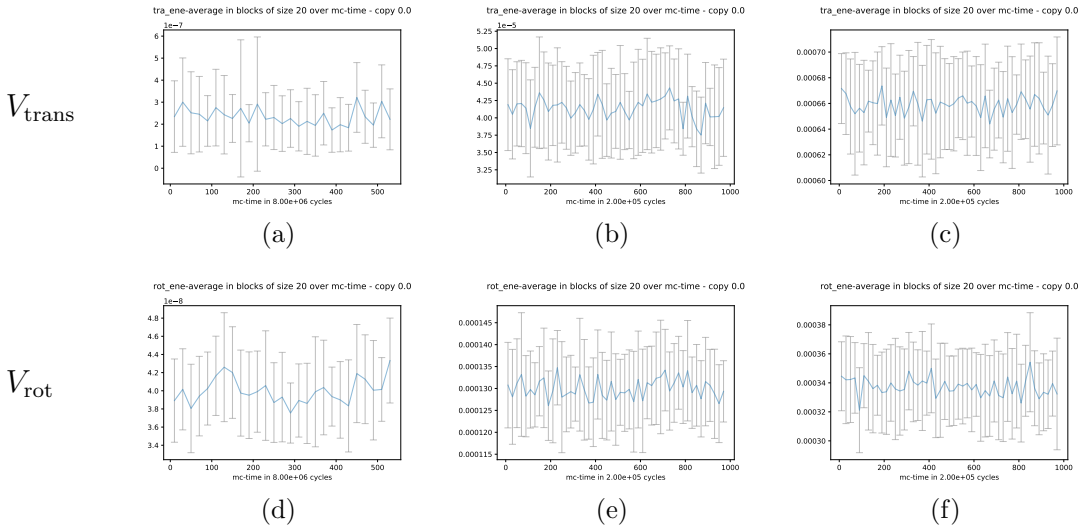 tra_ene-average in blocks of size 20 over mc-time - copy 0.0
1e−7
6
5
4
3
2
1
0
0 100 200 300 400 500
mc-time in 8.00e+06 cycles
(a)
tra_ene-average in blocks of size 20 over mc-time - copy 0.0
1e−5
5.25
5.00
4.75
4.50
4.25
4.00
3.75
3.50
3.25
0 200 400 600 800 1000
mc-time in 2.00e+05 cycles
(b)
tra_ene-average in blocks of size 20 over mc-time - copy 0.0
0.00070
0.00068
0.00066
0.00064
0.00062
0.00060
0 200 400 600 800 1000
mc-time in 2.00e+05 cycles
(c)
V_trans
rot_ene-average in blocks of size 20 over mc-time - copy 0.0
1e−8
4.8
4.6
4.4
4.2
4.0
3.8
3.6
3.4
0 100 200 300 400 500
mc-time in 8.00e+06 cycles
(d)
rot_ene-average in blocks of size 20 over mc-time - copy 0.0
0.000145
0.000140
0.000135
0.000130
0.000125
0.000120
0.000115
0 200 400 600 800 1000
mc-time in 2.00e+05 cycles
(e)
rot_ene-average in blocks of size 20 over mc-time - copy 0.0
0.00038
0.00036
0.00034
0.00032
0.00030
0 200 400 600 800 1000
mc-time in 2.00e+05 cycles
(f)
V_rot